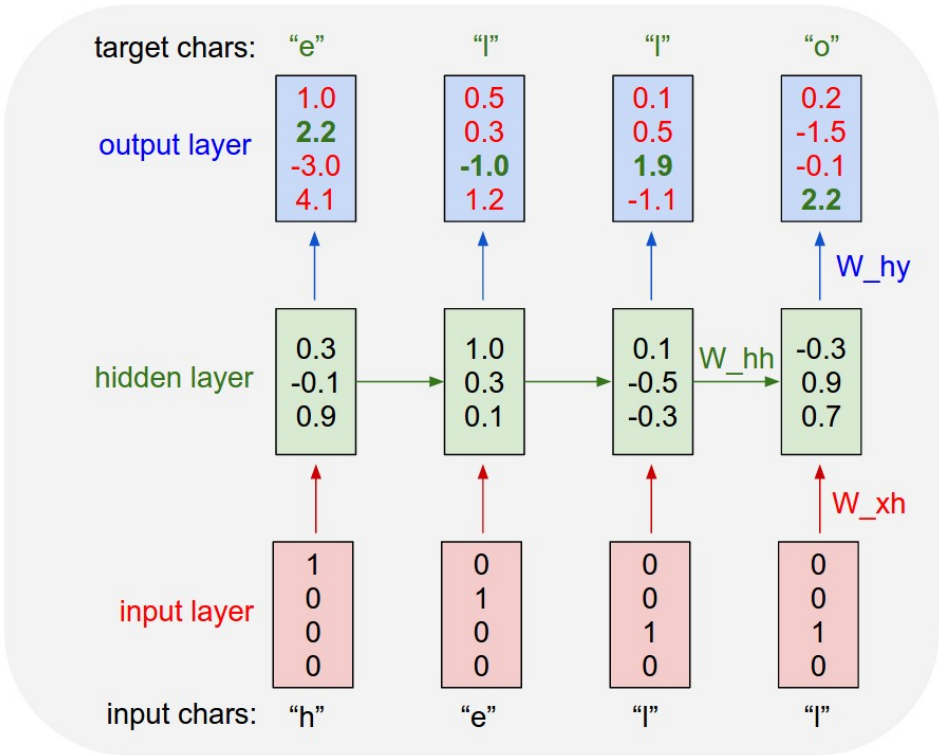 target chars: “e” “l” “l” “o”
1.0 0.5 0.1 0.2
2.2 0.3 0.5 -1.5
output layer
-3.0 -1.0 1.9 -0.1
4.1 1.2 -1.1 2.2
W_hy
0.3 1.0 0.1 -0.3
W_hh
hidden layer -0.1 0.3 -0.5 0.9
0.9 0.1 -0.3 0.7
W_xh
1 0 0 0
0 1 0 0
input layer
0 0 1 1
0 0 0 0
input chars: “h” “e” “l” “l”